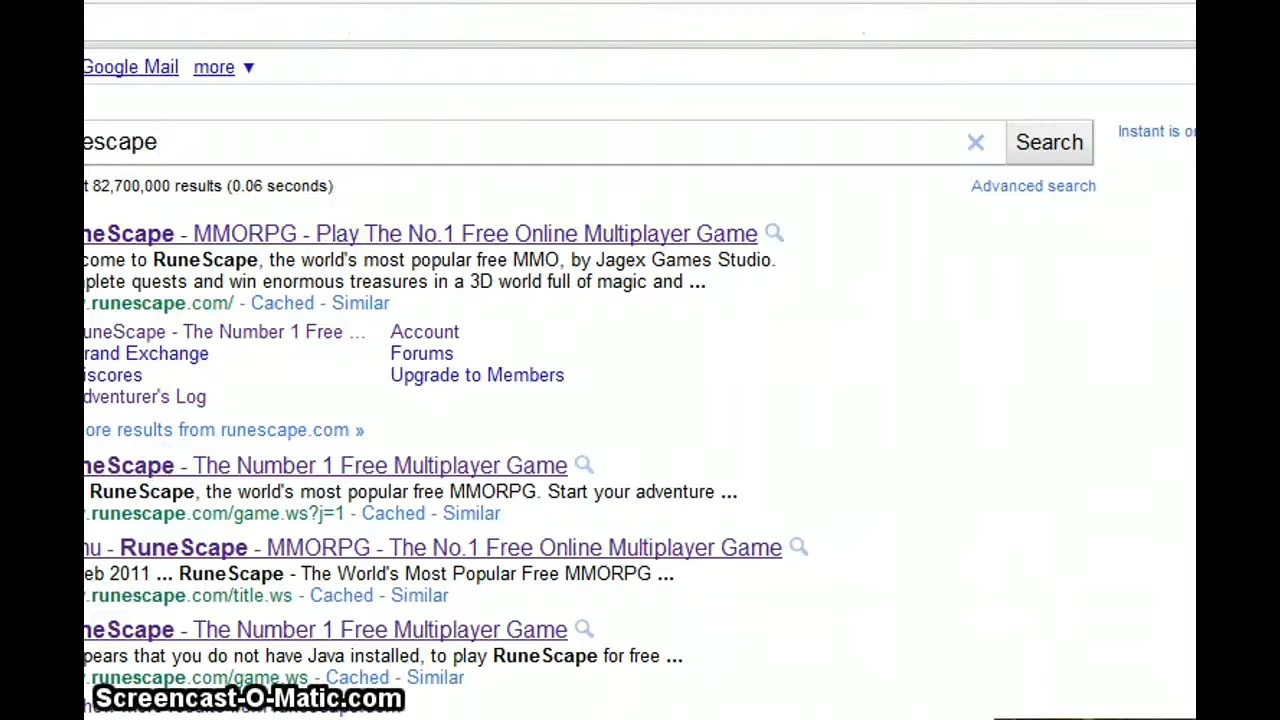 Google Mail more ▼
escape
Search
Instant is o
t 82,700,000 results (0.06 seconds)
Advanced search
neScape - MMORPG - Play The No.1 Free Online Multiplayer Game
come to RuneScape, the world's most popular free MMO, by Jagex Games Studio.
plete quests and win enormous treasures in a 3D world full of magic and ...
.runescape.com/ - Cached - Similar
uneScape - The Number 1 Free ... Account
rand Exchange Forums
iscores Upgrade to Members
dventurer's Log
ore results from runescape.com »
neScape - The Number 1 Free Multiplayer Game
RuneScape, the world's most popular free MMORPG. Start your adventure ...
.runescape.com/game.ws?j=1 - Cached - Similar
nu - RuneScape - MMORPG - The No.1 Free Online Multiplayer Game
eb 2011 ... RuneScape - The World's Most Popular Free MMORPG ...
.runescape.com/title.ws - Cached - Similar
neScape - The Number 1 Free Multiplayer Game
pears that you do not have Java installed, to play RuneScape for free ...
.runescape.com/game.ws - Cached - Similar
Screencast-O-Matic.com